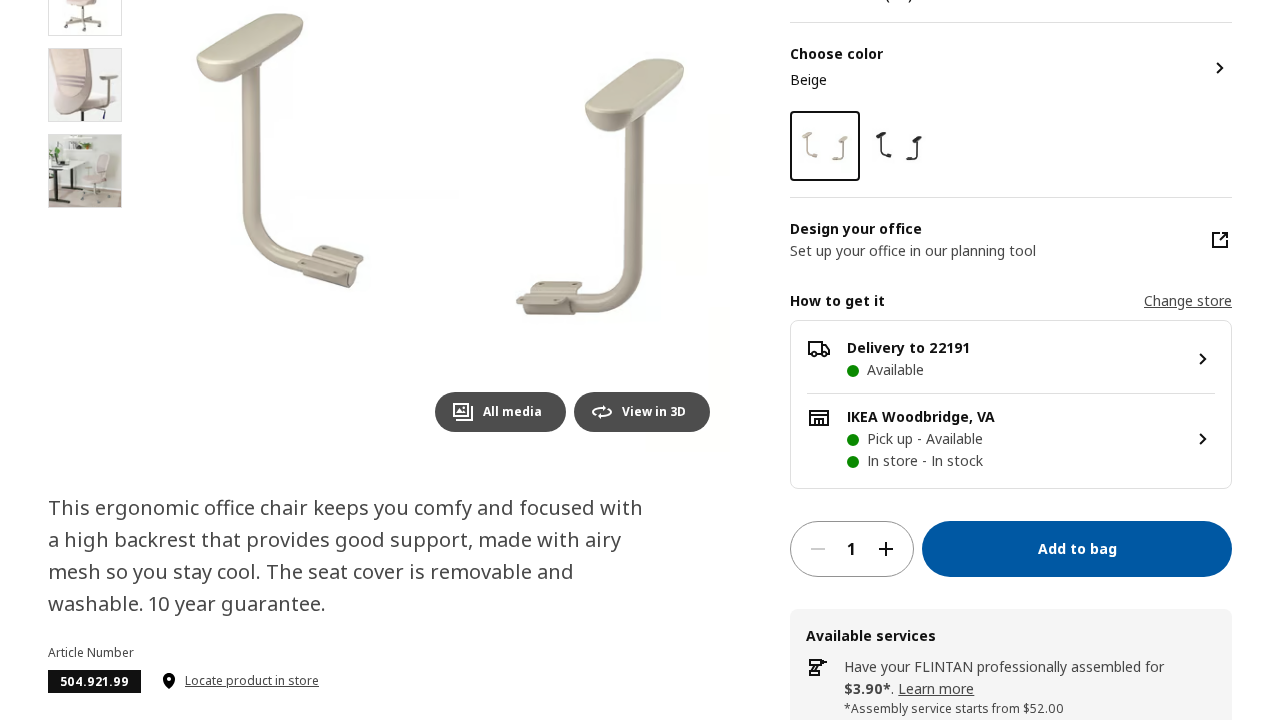 Choose color
Beige
Design your office
Set up your office in our planning tool
How to get it
Change store
Delivery to 22191
Available
IKEA Woodbridge, VA
Pick up - Available
In store - In stock
All media
View in 3D
1
Add to bag
This ergonomic office chair keeps you comfy and focused with
a high backrest that provides good support, made with airy
mesh so you stay cool. The seat cover is removable and
washable. 10 year guarantee.
Article Number
504.921.99
Locate product in store
Available services
Have your FLINTAN professionally assembled for
$3.90*. Learn more
*Assembly service starts from $52.00